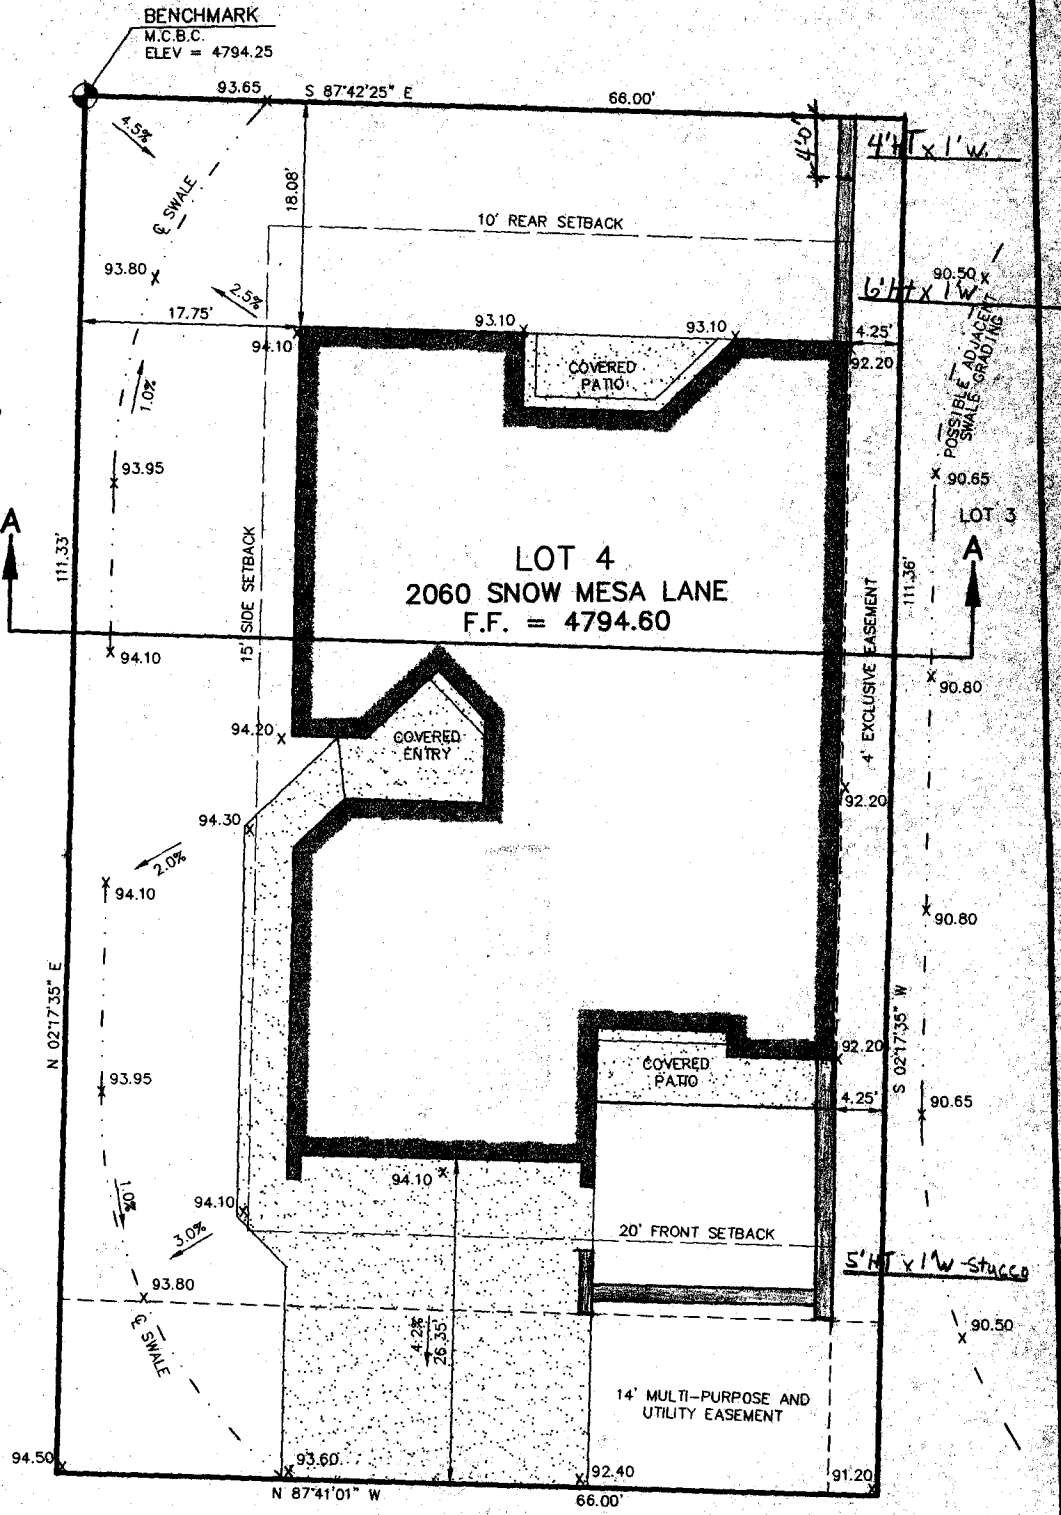 BENCHMARK
M.C.B.C.
ELEV = 4794.25
93.65
S 87°42'25" E
66.00'
4.5%
4'-0"
4'HT x 1'W.
℄ SWALE
18.08'
10' REAR SETBACK
93.80
2.5%
90.50
6'HT x 1'W
17.75'
94.10
93.10
93.10
4.25'
92.20
COVERED
PATIO
POSSIBLE ADJACENT
SWALE GRADING
1.0%
93.95
90.65
LOT 3
A
A
111.33'
15' SIDE SETBACK
LOT 4
2060 SNOW MESA LANE
F.F. = 4794.60
111.36'
4' EXCLUSIVE EASEMENT
94.10
90.80
94.20
COVERED
ENTRY
92.20
94.30
2.0%
94.10
90.80
N 02°17'35" E
S 02°17'35" W
92.20
COVERED
PATIO
93.95
4.25'
90.65
94.10
1.0%
94.10
3.0%
20' FRONT SETBACK
5'HT x 1'W-Stucco
93.80
℄ SWALE
4.2%
26.35'
90.50
14' MULTI-PURPOSE AND
UTILITY EASEMENT
94.50
93.60
92.40
91.20
N 87°41'01" W
66.00'